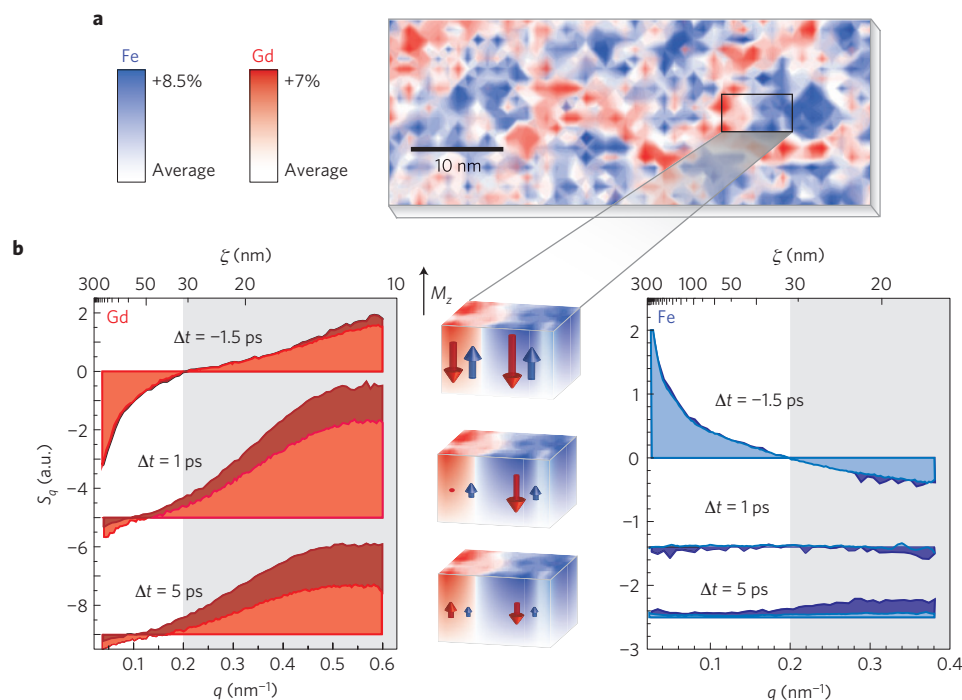 a
Fe
Gd
+8.5%
+7%
Average
Average
10 nm
b
ζ (nm)
300 50 30 20 10
Gd
Δt = −1.5 ps
Δt = 1 ps
Δt = 5 ps
S_q (a.u.)
2
0
−2
−4
−6
−8
0.1 0.2 0.3 0.4 0.5 0.6
q (nm⁻¹)
M_z
ζ (nm)
300 100 50 30 20
Fe
Δt = −1.5 ps
Δt = 1 ps
Δt = 5 ps
2
1
0
−1
−2
−3
0.1 0.2 0.3 0.4
q (nm⁻¹)